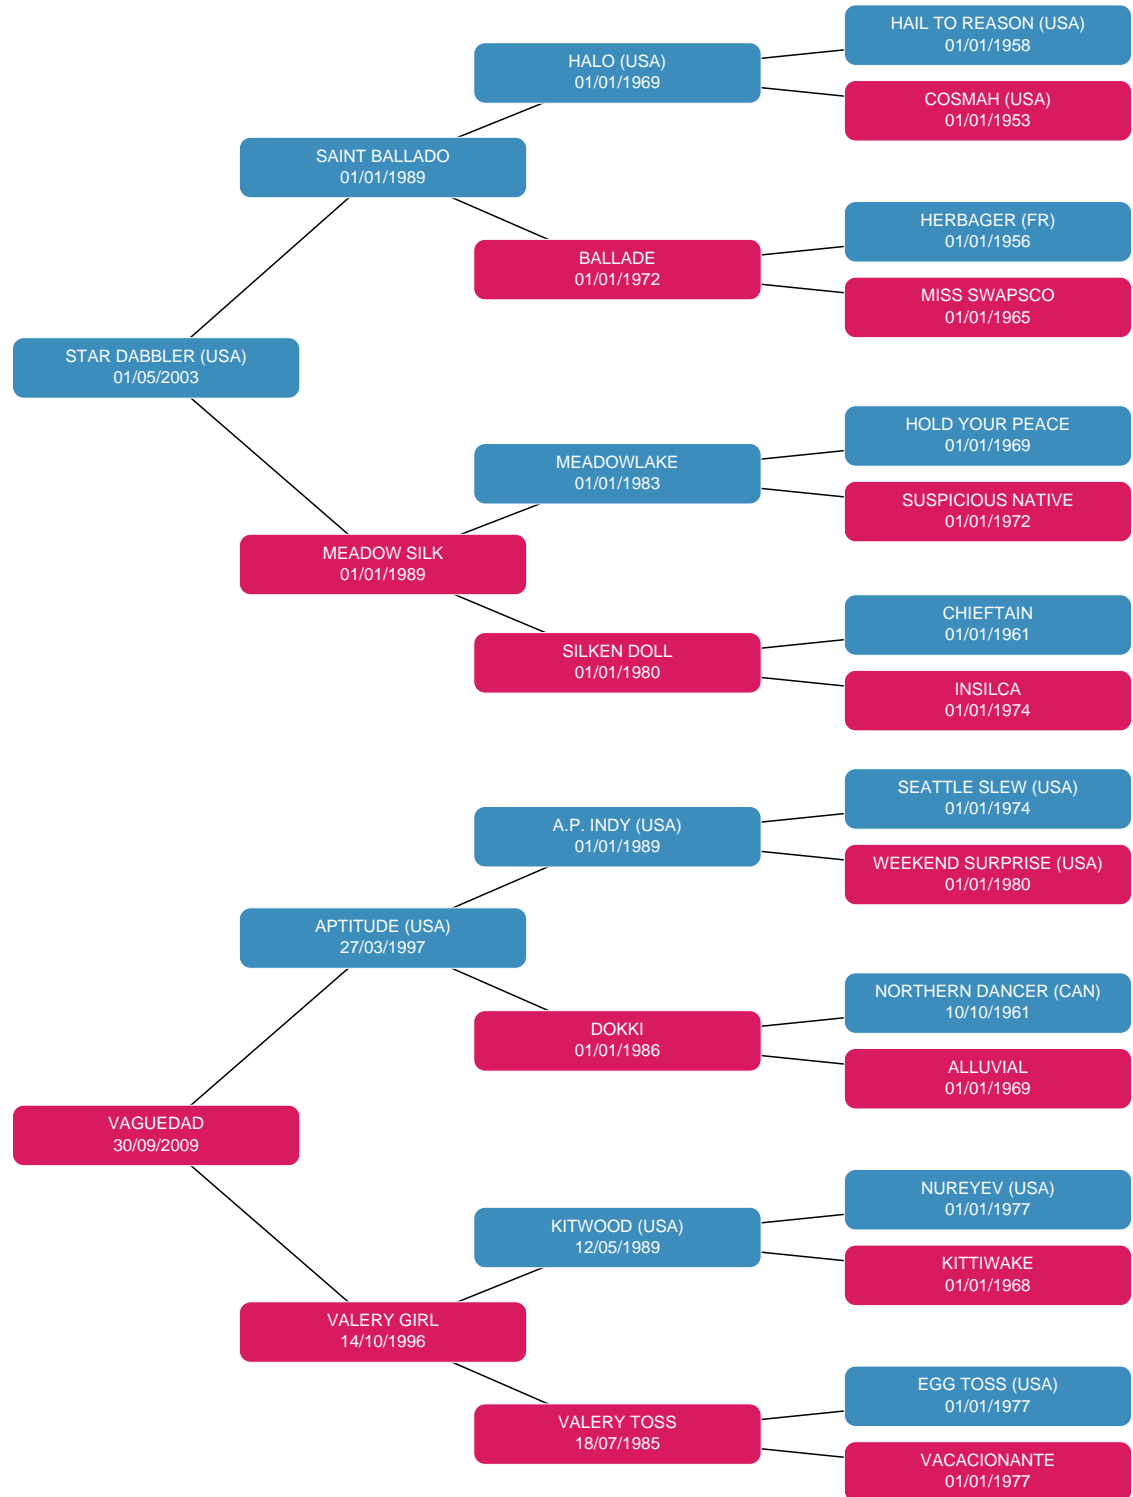 HAIL TO REASON (USA)
01/01/1958
HALO (USA)
01/01/1969
COSMAH (USA)
01/01/1953
SAINT BALLADO
01/01/1989
HERBAGER (FR)
01/01/1956
BALLADE
01/01/1972
MISS SWAPSCO
01/01/1965
STAR DABBLER (USA)
01/05/2003
HOLD YOUR PEACE
01/01/1969
MEADOWLAKE
01/01/1983
SUSPICIOUS NATIVE
01/01/1972
MEADOW SILK
01/01/1989
CHIEFTAIN
01/01/1961
SILKEN DOLL
01/01/1980
INSILCA
01/01/1974
SEATTLE SLEW (USA)
01/01/1974
A.P. INDY (USA)
01/01/1989
WEEKEND SURPRISE (USA)
01/01/1980
APTITUDE (USA)
27/03/1997
NORTHERN DANCER (CAN)
10/10/1961
DOKKI
01/01/1986
ALLUVIAL
01/01/1969
VAGUEDAD
30/09/2009
NUREYEV (USA)
01/01/1977
KITWOOD (USA)
12/05/1989
KITTIWAKE
01/01/1968
VALERY GIRL
14/10/1996
EGG TOSS (USA)
01/01/1977
VALERY TOSS
18/07/1985
VACACIONANTE
01/01/1977